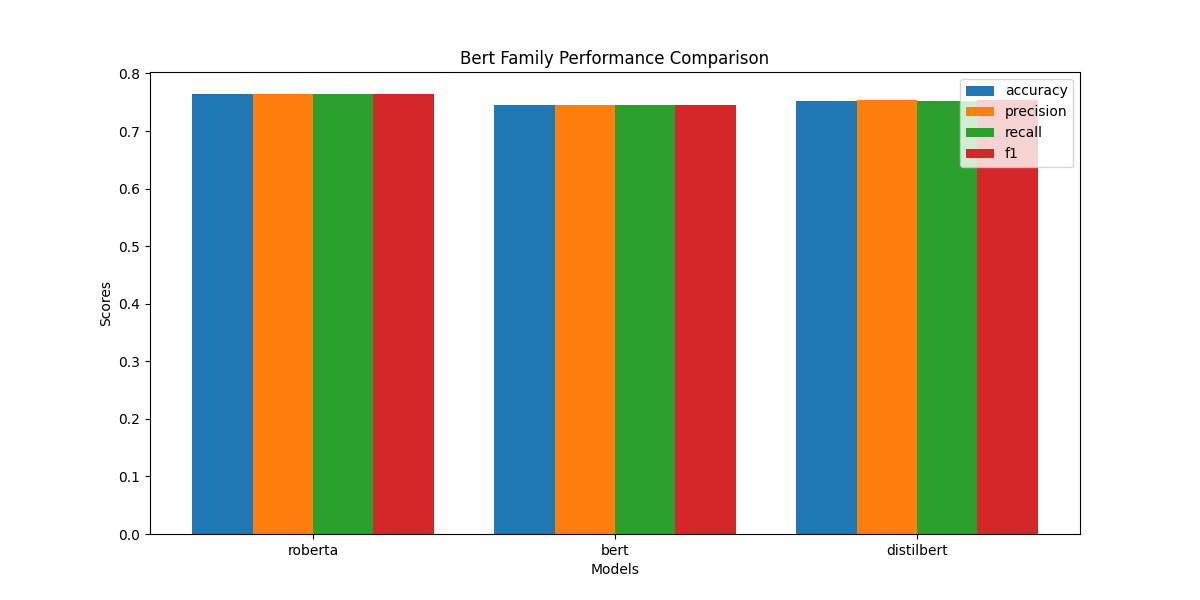 Bert Family Performance Comparison
0.8
0.7
0.6
0.5
0.4
0.3
0.2
0.1
0.0
Scores
accuracy
precision
recall
f1
roberta
bert
distilbert
Models